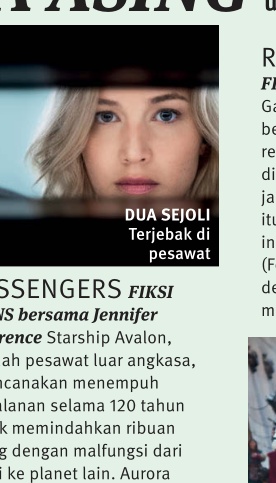 PASING
DUA SEJOLI
Terjebak di
pesawat
SSENGERS FIKSI
NS bersama Jennifer
rence Starship Avalon,
ah pesawat luar angkasa,
ncanakan menempuh
alanan selama 120 tahun
k memindahkan ribuan
g dengan malfungsi dari
i ke planet lain. Aurora
R
FI
Ga
be
re
di
ja
itu
in
(F
de
m